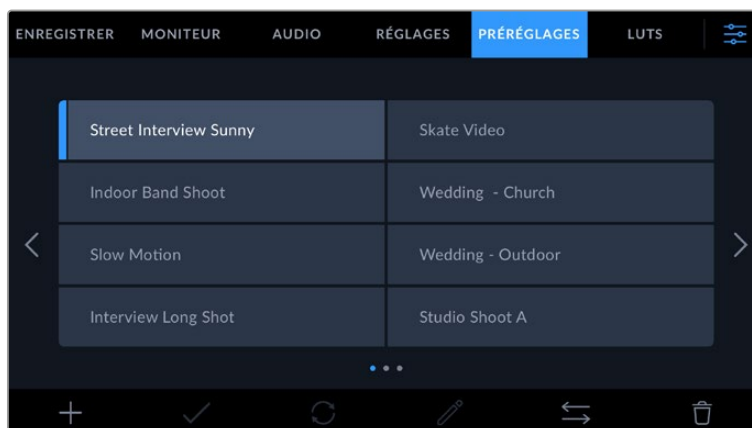 ENREGISTRER MONITEUR AUDIO RÉGLAGES PRÉRÉGLAGES LUTS
Street Interview Sunny Skate Video
Indoor Band Shoot Wedding - Church
Slow Motion Wedding - Outdoor
Interview Long Shot Studio Shoot A